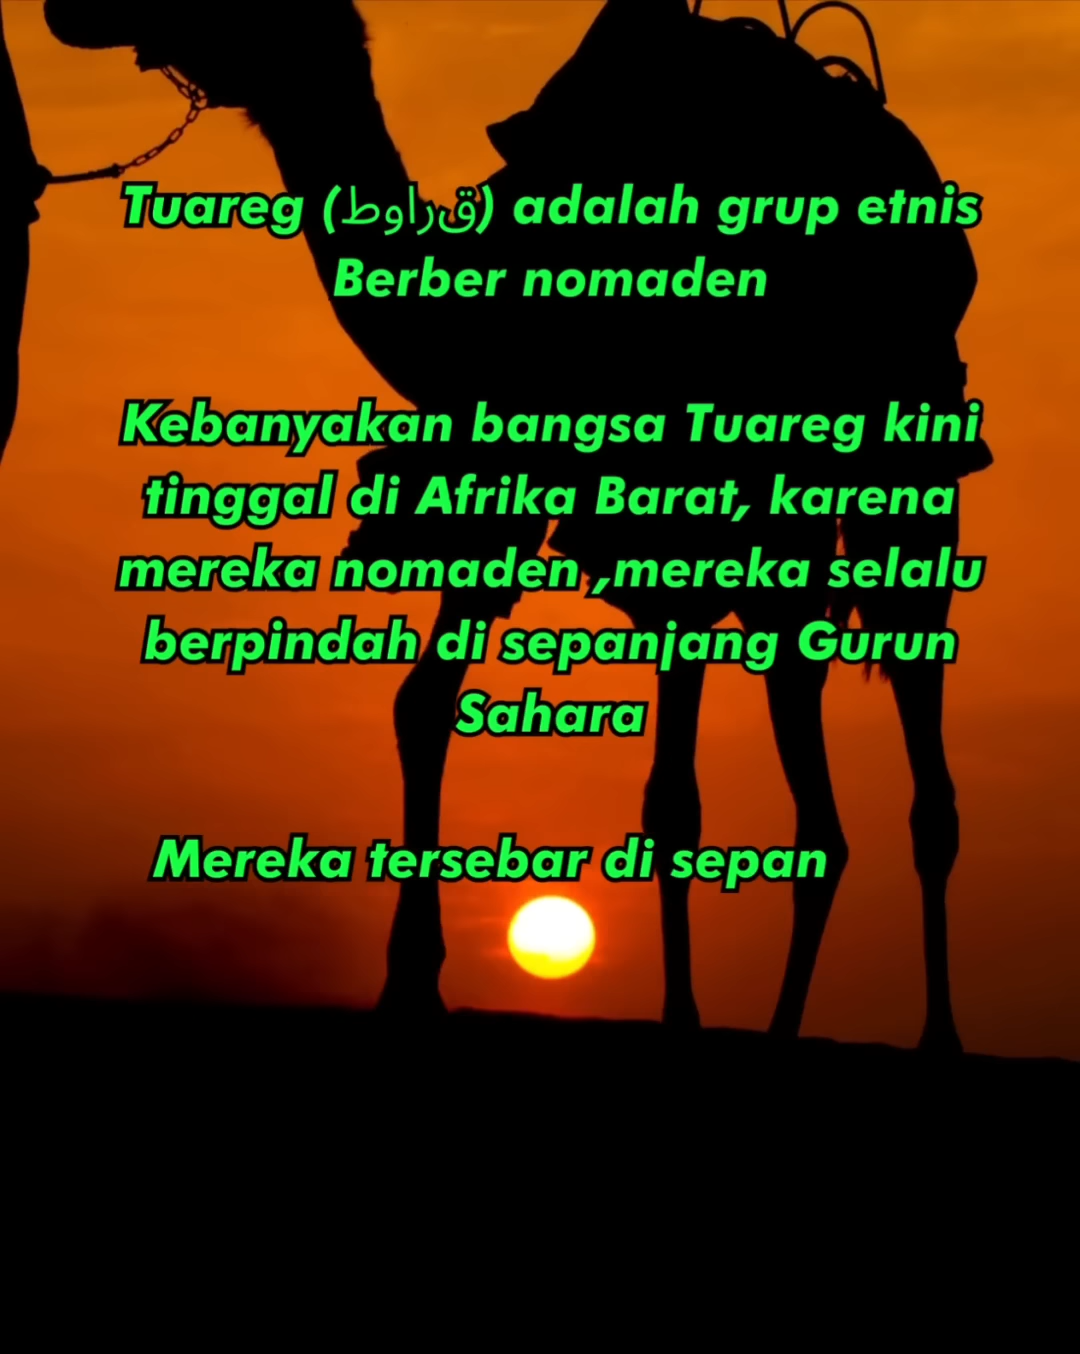 Tuareg (طوارق) adalah grup etnis
Berber nomaden
Kebanyakan bangsa Tuareg kini
tinggal di Afrika Barat, karena
mereka nomaden ,mereka selalu
berpindah di sepanjang Gurun
Sahara
Mereka tersebar di sepan